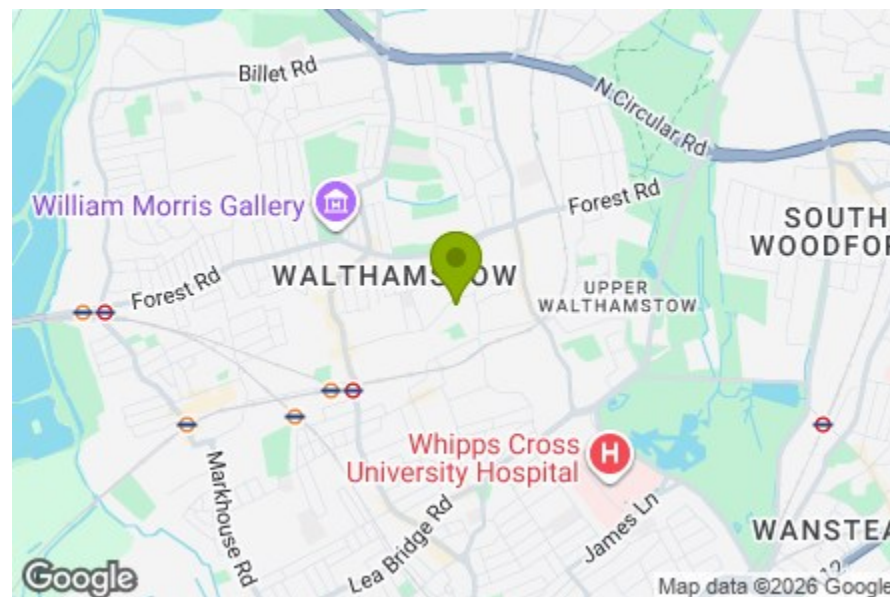 Billet Rd
N Circular Rd
William Morris Gallery
Forest Rd
SOUTH
WOODFOR
WALTHAMSTOW
UPPER
WALTHAMSTOW
Forest Rd
Whipps Cross
University Hospital
H
Markhouse Rd
Lea Bridge Rd
James Ln
WANSTEA
12
Google
Map data ©2026 Google